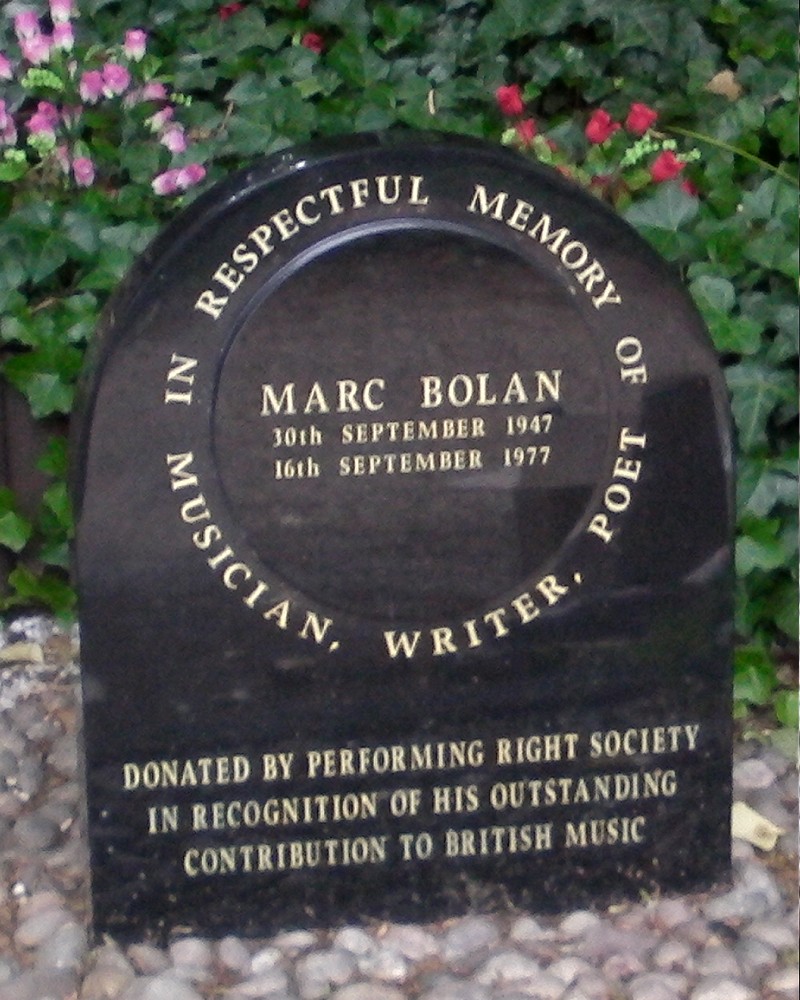 IN RESPECTFUL MEMORY OF
MARC BOLAN
30th SEPTEMBER 1947
16th SEPTEMBER 1977
MUSICIAN, WRITER, POET
DONATED BY PERFORMING RIGHT SOCIETY
IN RECOGNITION OF HIS OUTSTANDING
CONTRIBUTION TO BRITISH MUSIC